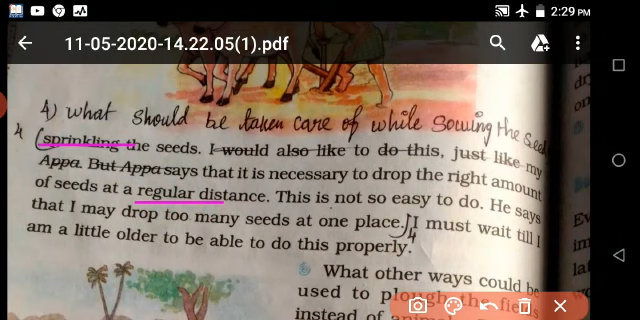 2:29 PM
11-05-2020-14.22.05(1).pdf
4) what should be taken care of while sowing the
4 (sprinkling the seeds. I would also like to do this, just like my
Appa. But Appa says that it is necessary to drop the right amount
of seeds at a regular distance. This is not so easy to do. He says
that I may drop too many seeds at one place.) I must wait till I
4
am a little older to be able to do this properly.
What other ways could be
used to plough the
instead of